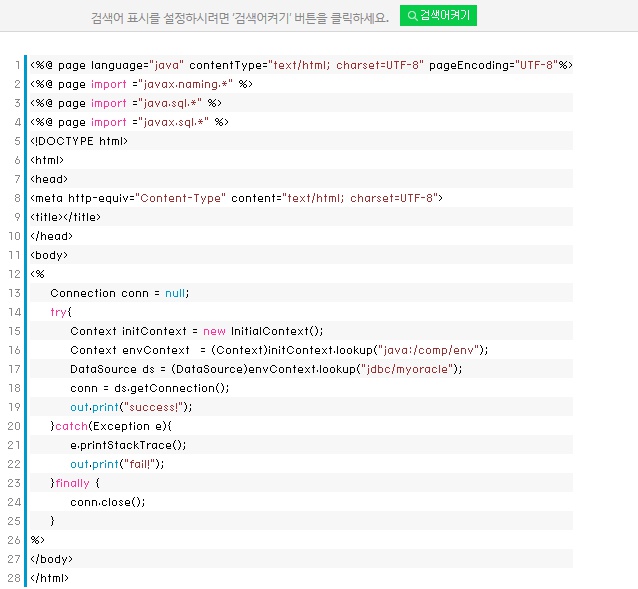 검색어 표시를 설정하시려면 '검색어켜기' 버튼을 클릭하세요. 검색어켜기
1 <%@ page language="java" contentType="text/html; charset=UTF-8" pageEncoding="UTF-8"%>
2 <%@ page import ="javax.naming.*" %>
3 <%@ page import ="java.sql.*" %>
4 <%@ page import ="javax.sql.*" %>
5 <!DOCTYPE html>
6 <html>
7 <head>
8 <meta http-equiv="Content-Type" content="text/html; charset=UTF-8">
9 <title></title>
10 </head>
11 <body>
12 <%
13 Connection conn = null;
14 try{
15 Context initContext = new InitialContext();
16 Context envContext  = (Context)initContext.lookup("java:/comp/env");
17 DataSource ds = (DataSource)envContext.lookup("jdbc/myoracle");
18 conn = ds.getConnection();
19 out.print("success!");
20 }catch(Exception e){
21 e.printStackTrace();
22 out.print("fail!");
23 }finally {
24 conn.close();
25 }
26 %>
27 </body>
28 </html>